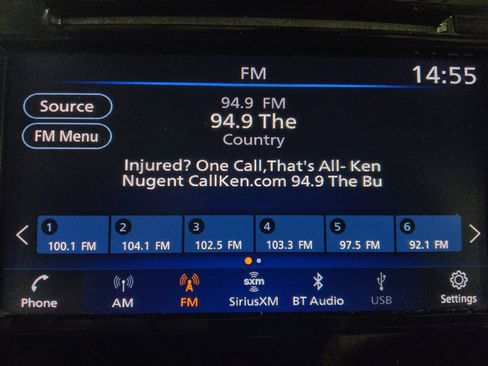 FM
14:55
Source
94.9 FM
94.9 The
FM Menu
Country
Injured? One Call,That's All- Ken
Nugent CallKen.com 94.9 The Bu
1 2 3 4 5 6
100.1 FM 104.1 FM 102.5 FM 103.3 FM 97.5 FM 92.1 FM
sxm
Phone AM FM SiriusXM BT Audio USB Settings